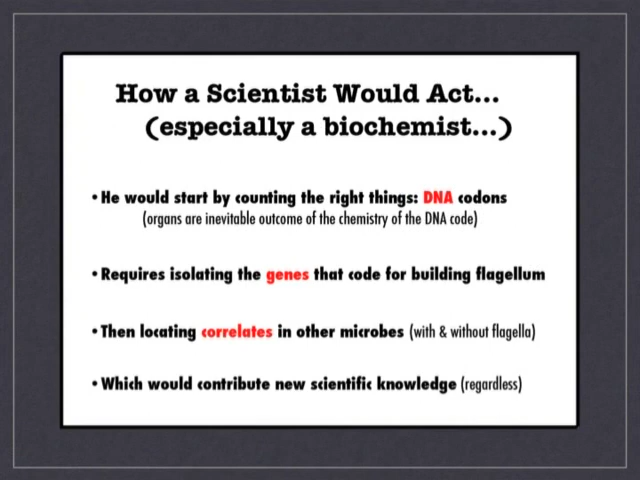 How a Scientist Would Act...
(especially a biochemist...)
• He would start by counting the right things: DNA codons
(organs are inevitable outcome of the chemistry of the DNA code)
• Requires isolating the genes that code for building flagellum
• Then locating correlates in other microbes (with & without flagella)
• Which would contribute new scientific knowledge (regardless)